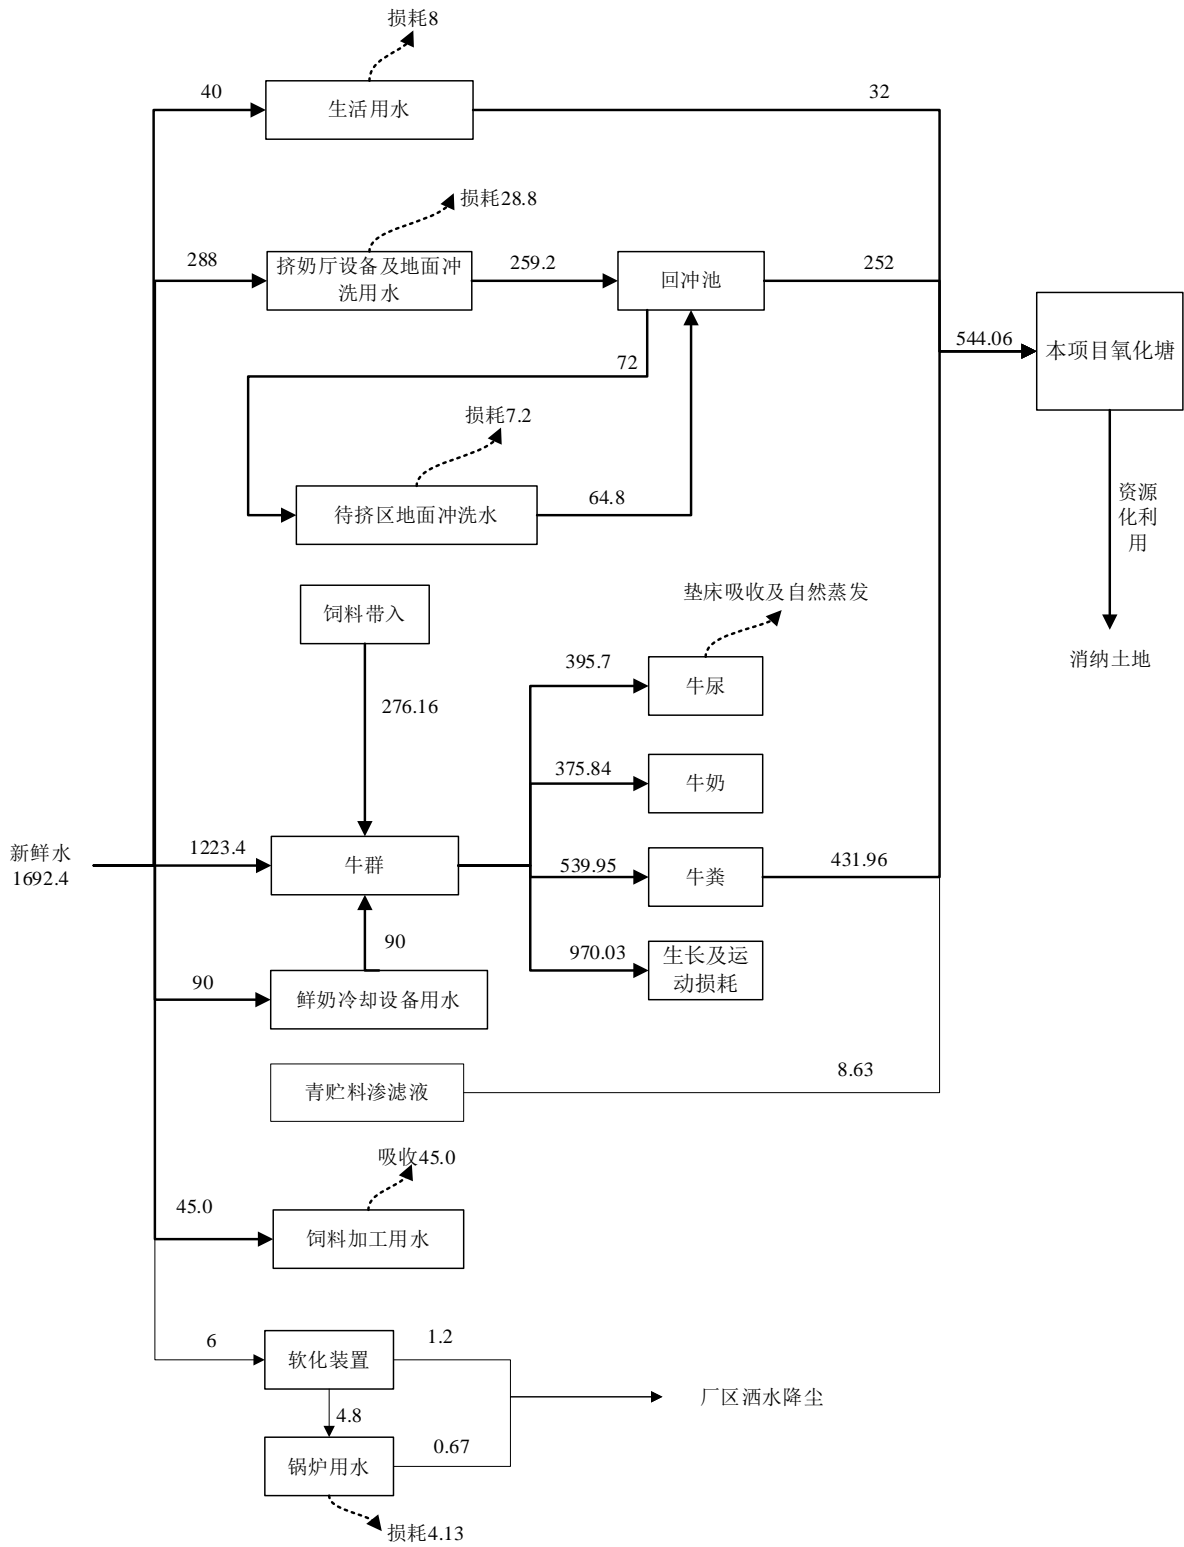 损耗8
40
生活用水
32
损耗28.8
288
挤奶厅设备及地面冲
洗用水
259.2
回冲池
252
544.06
本项目氧化塘
72
损耗7.2
待挤区地面冲洗水
64.8
资源
化利
用
消纳土地
饲料带入
276.16
垫床吸收及自然蒸发
395.7
牛尿
375.84
牛奶
新鲜水
1692.4
1223.4
牛群
539.95
牛粪
431.96
90
970.03
生长及运
动损耗
90
鲜奶冷却设备用水
青贮料渗滤液
8.63
吸收45.0
45.0
饲料加工用水
6
软化装置
1.2
厂区洒水降尘
4.8
锅炉用水
0.67
损耗4.13